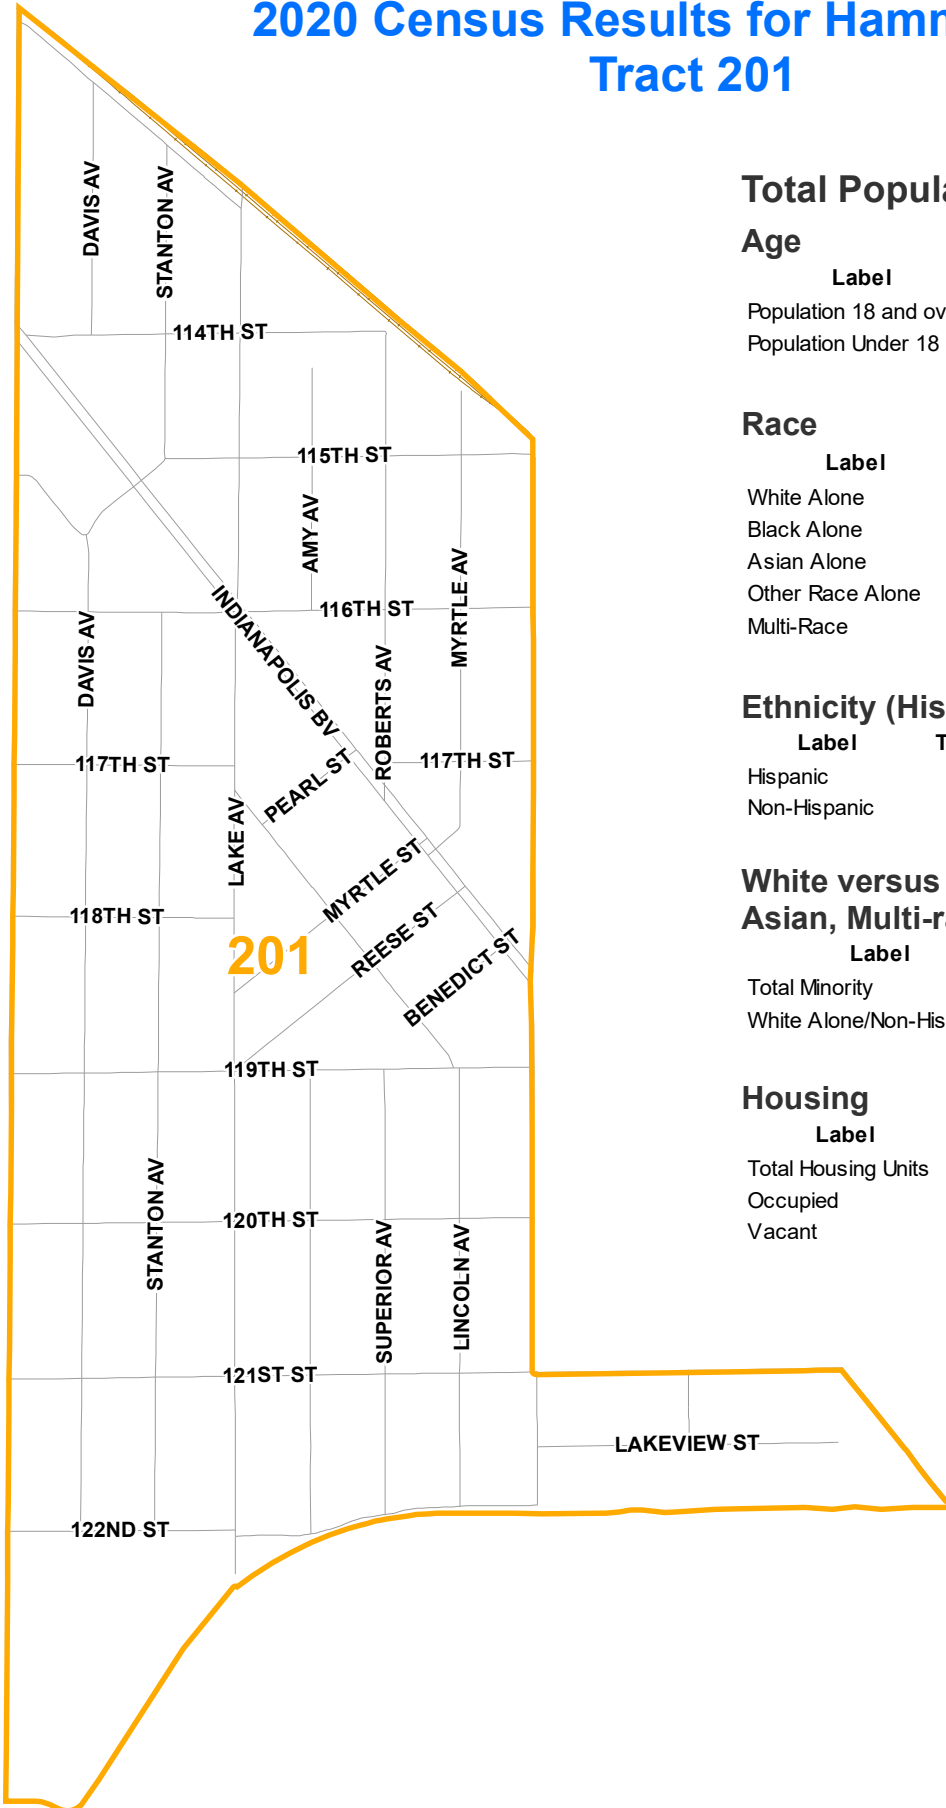 2020 Census Results for Hamm
Tract 201
DAVIS AV
STANTON AV
114TH ST
115TH ST
AMY AV
MYRTLE AV
116TH ST
INDIANAPOLIS BV
DAVIS AV
ROBERTS AV
117TH ST
117TH ST
PEARL ST
LAKE AV
MYRTLE ST
118TH ST
REESE ST
201
BENEDICT ST
119TH ST
STANTON AV
120TH ST
SUPERIOR AV
LINCOLN AV
121ST ST
LAKEVIEW ST
122ND ST
Total Popula
Age
Label
Population 18 and ov
Population Under 18
Race
Label
White Alone
Black Alone
Asian Alone
Other Race Alone
Multi-Race
Ethnicity (His
Label T
Hispanic
Non-Hispanic
White versus
Asian, Multi-ra
Label
Total Minority
White Alone/Non-His
Housing
Label
Total Housing Units
Occupied
Vacant